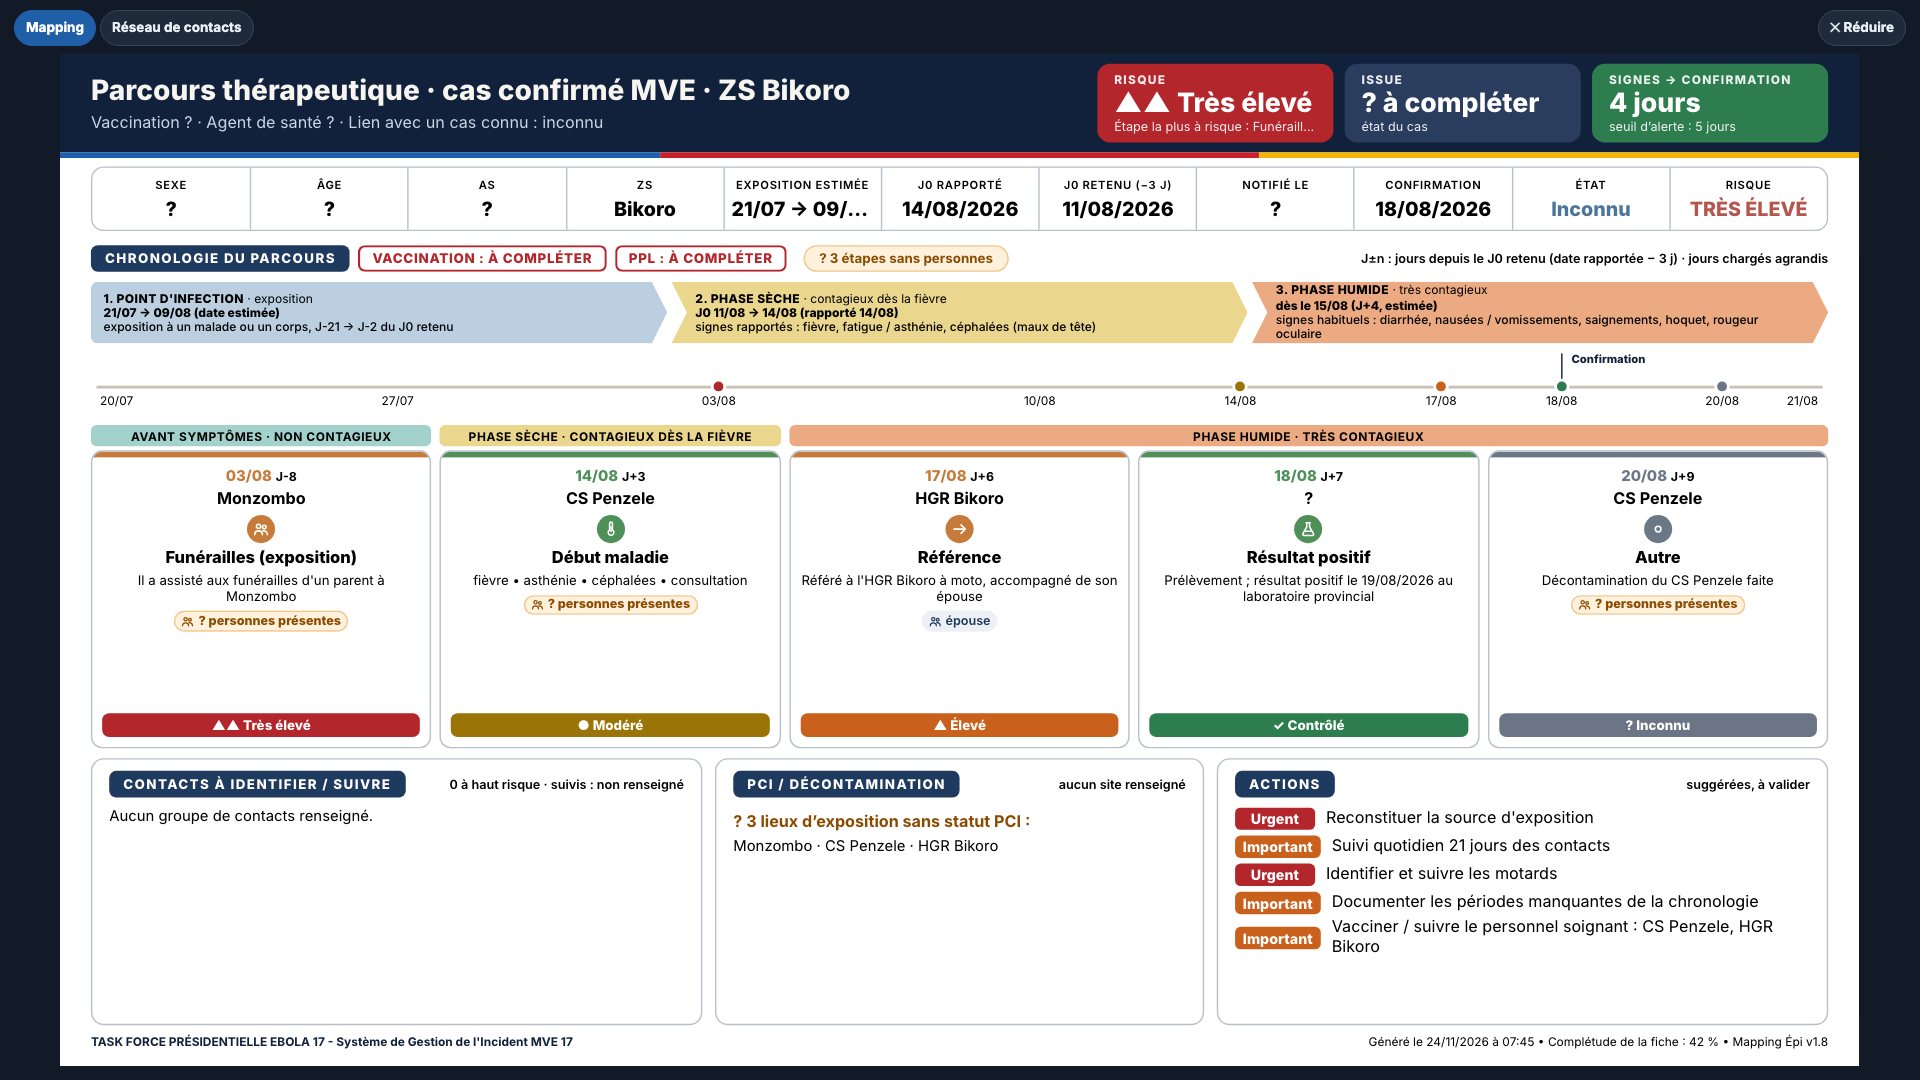 Mapping
Réseau de contacts
Réduire
Parcours thérapeutique · cas confirmé MVE · ZS Bikoro
Vaccination ? · Agent de santé ? · Lien avec un cas connu : inconnu
RISQUE
▲▲ Très élevé
Étape la plus à risque : Funéraill...
ISSUE
? à compléter
état du cas
SIGNES → CONFIRMATION
4 jours
seuil d'alerte : 5 jours
SEXE
?
ÂGE
?
AS
?
ZS
Bikoro
EXPOSITION ESTIMÉE
21/07 → 09/...
J0 RAPPORTÉ
14/08/2026
J0 RETENU (−3 J)
11/08/2026
NOTIFIÉ LE
?
CONFIRMATION
18/08/2026
ÉTAT
Inconnu
RISQUE
TRÈS ÉLEVÉ
CHRONOLOGIE DU PARCOURS
VACCINATION : À COMPLÉTER
PPL : À COMPLÉTER
? 3 étapes sans personnes
J±n : jours depuis le J0 retenu (date rapportée − 3 j) · jours chargés agrandis
1. POINT D'INFECTION · exposition
21/07 → 09/08 (date estimée)
exposition à un malade ou un corps, J-21 → J-2 du J0 retenu
2. PHASE SÈCHE · contagieux dès la fièvre
J0 11/08 → 14/08 (rapporté 14/08)
signes rapportés : fièvre, fatigue / asthénie, céphalées (maux de tête)
3. PHASE HUMIDE · très contagieux
dès le 15/08 (J+4, estimée)
signes habituels : diarrhée, nausées / vomissements, saignements, hoquet, rougeur
oculaire
Confirmation
20/07
27/07
03/08
10/08
14/08
17/08
18/08
20/08
21/08
AVANT SYMPTÔMES · NON CONTAGIEUX
PHASE SÈCHE · CONTAGIEUX DÈS LA FIÈVRE
PHASE HUMIDE · TRÈS CONTAGIEUX
03/08 J-8
Monzombo
Funérailles (exposition)
Il a assisté aux funérailles d'un parent à
Monzombo
? personnes présentes
▲▲ Très élevé
14/08 J+3
CS Penzele
Début maladie
fièvre • asthénie • céphalées • consultation
? personnes présentes
● Modéré
17/08 J+6
HGR Bikoro
Référence
Référé à l'HGR Bikoro à moto, accompagné de son
épouse
épouse
▲ Élevé
18/08 J+7
?
Résultat positif
Prélèvement ; résultat positif le 19/08/2026 au
laboratoire provincial
✓ Contrôlé
20/08 J+9
CS Penzele
Autre
Décontamination du CS Penzele faite
? personnes présentes
? Inconnu
CONTACTS À IDENTIFIER / SUIVRE
0 à haut risque · suivis : non renseigné
Aucun groupe de contacts renseigné.
PCI / DÉCONTAMINATION
aucun site renseigné
? 3 lieux d'exposition sans statut PCI :
Monzombo · CS Penzele · HGR Bikoro
ACTIONS
suggérées, à valider
Urgent Reconstituer la source d'exposition
Important Suivi quotidien 21 jours des contacts
Urgent Identifier et suivre les motards
Important Documenter les périodes manquantes de la chronologie
Important Vacciner / suivre le personnel soignant : CS Penzele, HGR
Bikoro
TASK FORCE PRÉSIDENTIELLE EBOLA 17 - Système de Gestion de l'Incident MVE 17
Généré le 24/11/2026 à 07:45 • Complétude de la fiche : 42 % • Mapping Épi v1.8